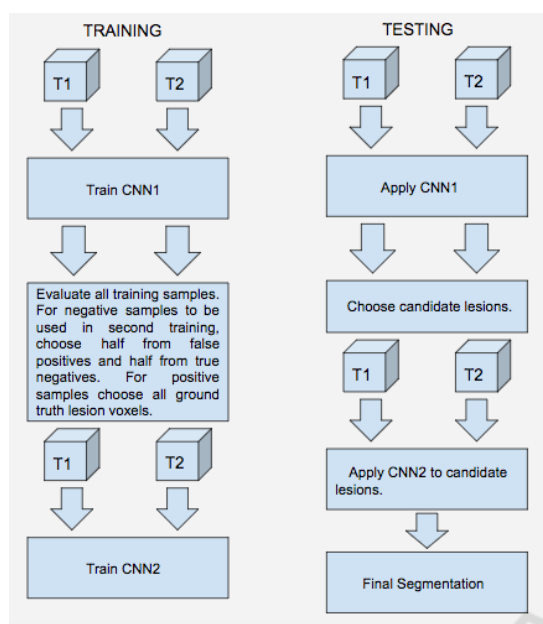 TRAINING
T1
T2
Train CNN1
Evaluate all training samples.
For negative samples to be
used in second training,
choose half from false
positives and half from true
negatives. For positive
samples choose all ground
truth lesion voxels.
T1
T2
Train CNN2
TESTING
T1
T2
Apply CNN1
Choose candidate lesions.
T1
T2
Apply CNN2 to candidate
lesions.
Final Segmentation